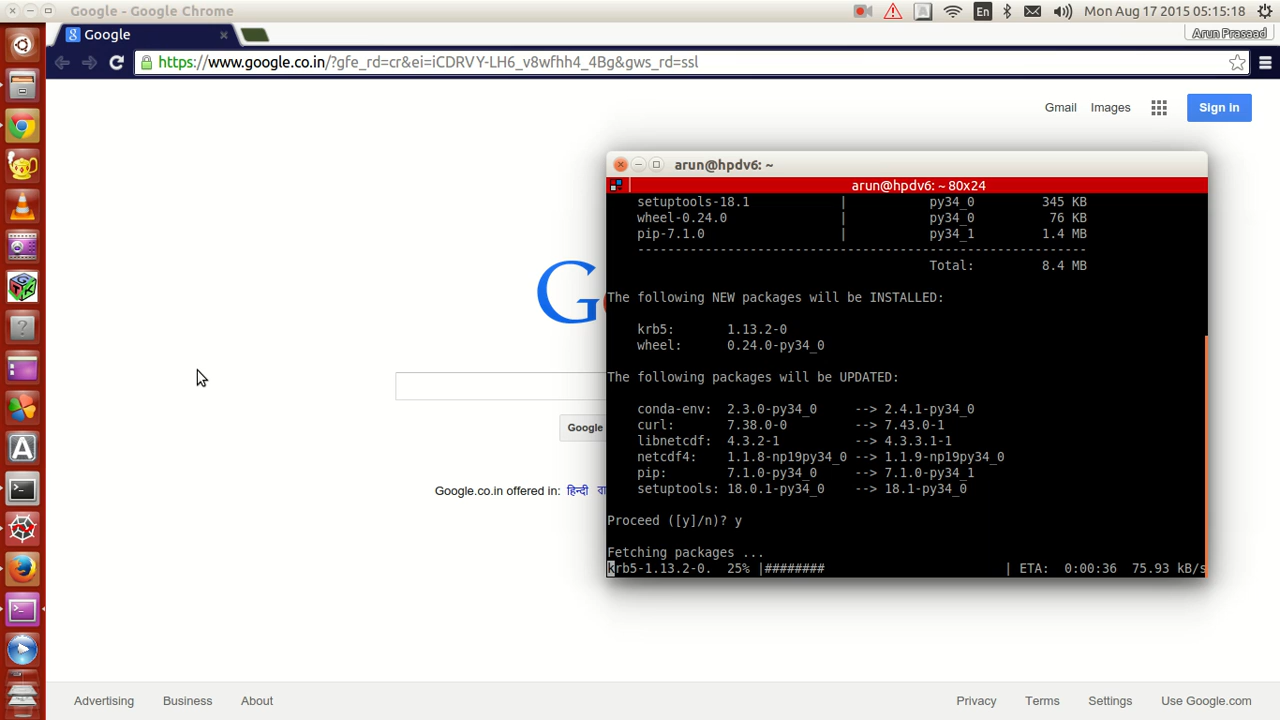 Google - Google Chrome
En
Mon Aug 17 2015 05:15:18
Google
Arun Prasaad
https://www.google.co.in/?gfe_rd=cr&ei=iCDRVY-LH6_v8wfhh4_4Bg&gws_rd=ssl
Gmail Images Sign in
G
Google
Google.co.in offered in: हिन्दी
arun@hpdv6: ~
arun@hpdv6: ~ 80x24
setuptools-18.1 | py34_0 345 KB
wheel-0.24.0 | py34_0 76 KB
pip-7.1.0 | py34_1 1.4 MB
------------------------------------------------------------
Total: 8.4 MB
The following NEW packages will be INSTALLED:
krb5: 1.13.2-0
wheel: 0.24.0-py34_0
The following packages will be UPDATED:
conda-env: 2.3.0-py34_0 --> 2.4.1-py34_0
curl: 7.38.0-0 --> 7.43.0-1
libnetcdf: 4.3.2-1 --> 4.3.3.1-1
netcdf4: 1.1.8-np19py34_0 --> 1.1.9-np19py34_0
pip: 7.1.0-py34_0 --> 7.1.0-py34_1
setuptools: 18.0.1-py34_0 --> 18.1-py34_0
Proceed ([y]/n)? y
Fetching packages ...
krb5-1.13.2-0. 25% |######## | ETA: 0:00:36 75.93 kB/s
Advertising Business About Privacy Terms Settings Use Google.com